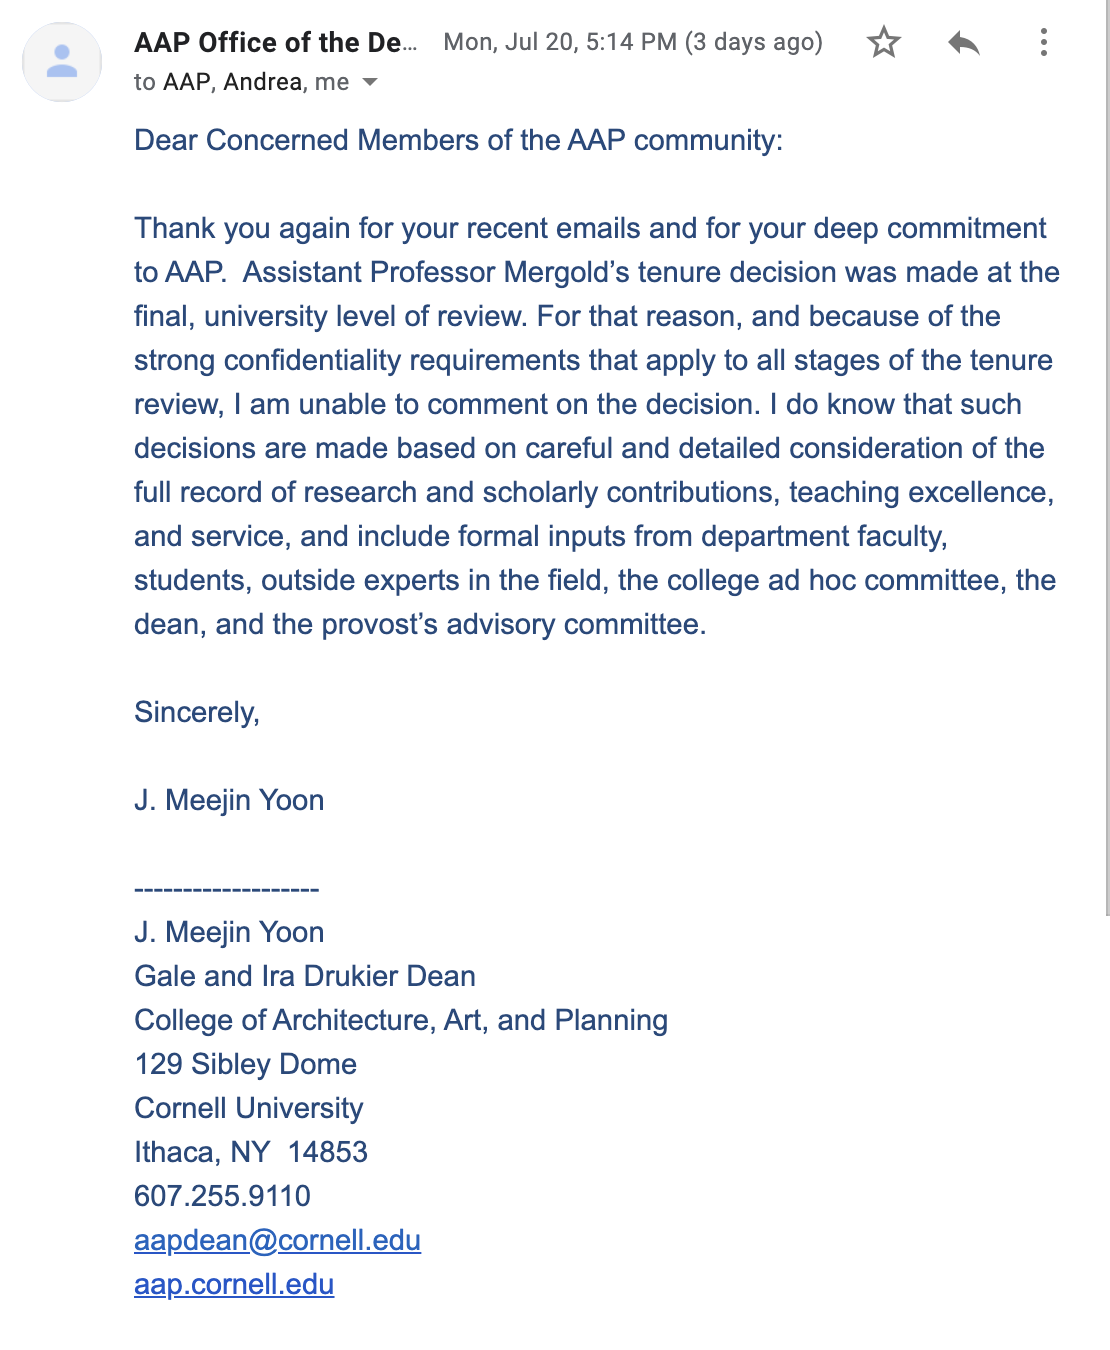 AAP Office of the De... Mon, Jul 20, 5:14 PM (3 days ago)
to AAP, Andrea, me
Dear Concerned Members of the AAP community:
Thank you again for your recent emails and for your deep commitment
to AAP.  Assistant Professor Mergold’s tenure decision was made at the
final, university level of review. For that reason, and because of the
strong confidentiality requirements that apply to all stages of the tenure
review, I am unable to comment on the decision. I do know that such
decisions are made based on careful and detailed consideration of the
full record of research and scholarly contributions, teaching excellence,
and service, and include formal inputs from department faculty,
students, outside experts in the field, the college ad hoc committee, the
dean, and the provost’s advisory committee.
Sincerely,
J. Meejin Yoon
-------------------
J. Meejin Yoon
Gale and Ira Drukier Dean
College of Architecture, Art, and Planning
129 Sibley Dome
Cornell University
Ithaca, NY  14853
607.255.9110
aapdean@cornell.edu
aap.cornell.edu